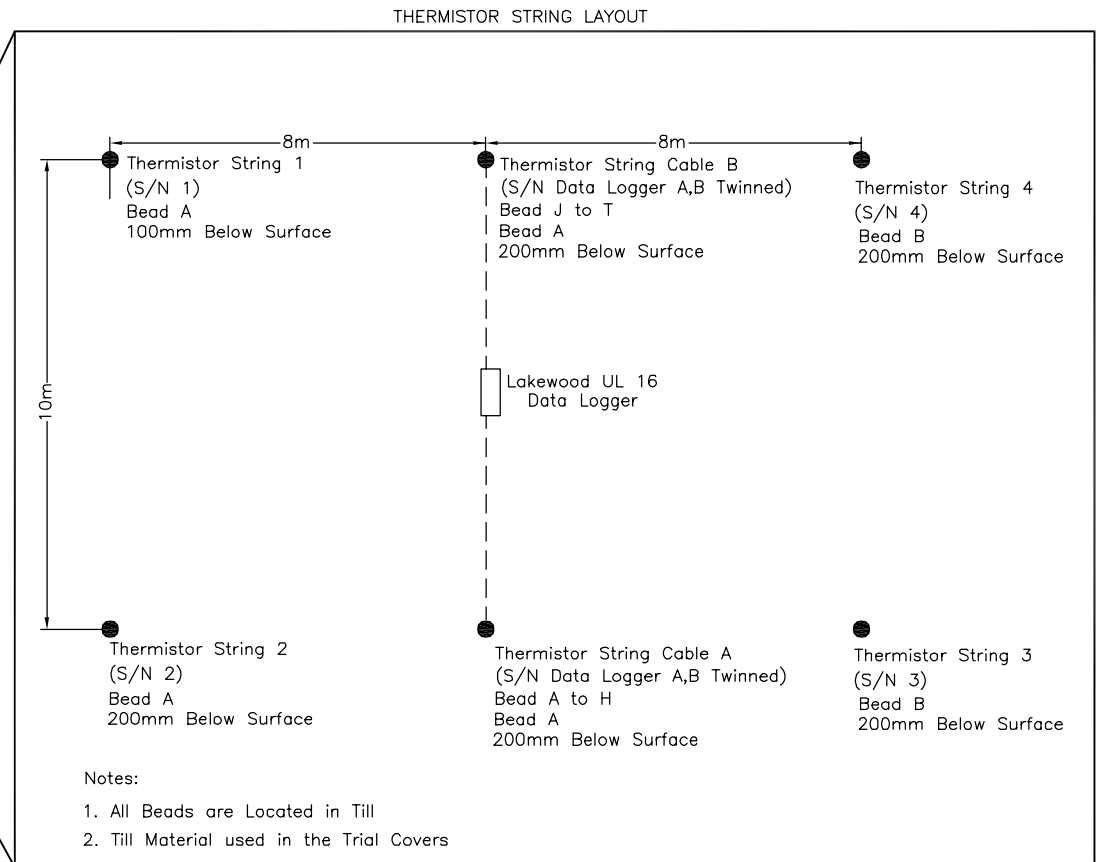 THERMISTOR STRING LAYOUT
8m
8m
Thermistor String 1
(S/N 1)
Bead A
100mm Below Surface
Thermistor String Cable B
(S/N Data Logger A,B Twinned)
Bead J to T
Bead A
200mm Below Surface
Thermistor String 4
(S/N 4)
Bead B
200mm Below Surface
10m
Lakewood UL 16
Data Logger
Thermistor String 2
(S/N 2)
Bead A
200mm Below Surface
Thermistor String Cable A
(S/N Data Logger A,B Twinned)
Bead A to H
Bead A
200mm Below Surface
Thermistor String 3
(S/N 3)
Bead B
200mm Below Surface
Notes:
1. All Beads are Located in Till
2. Till Material used in the Trial Covers